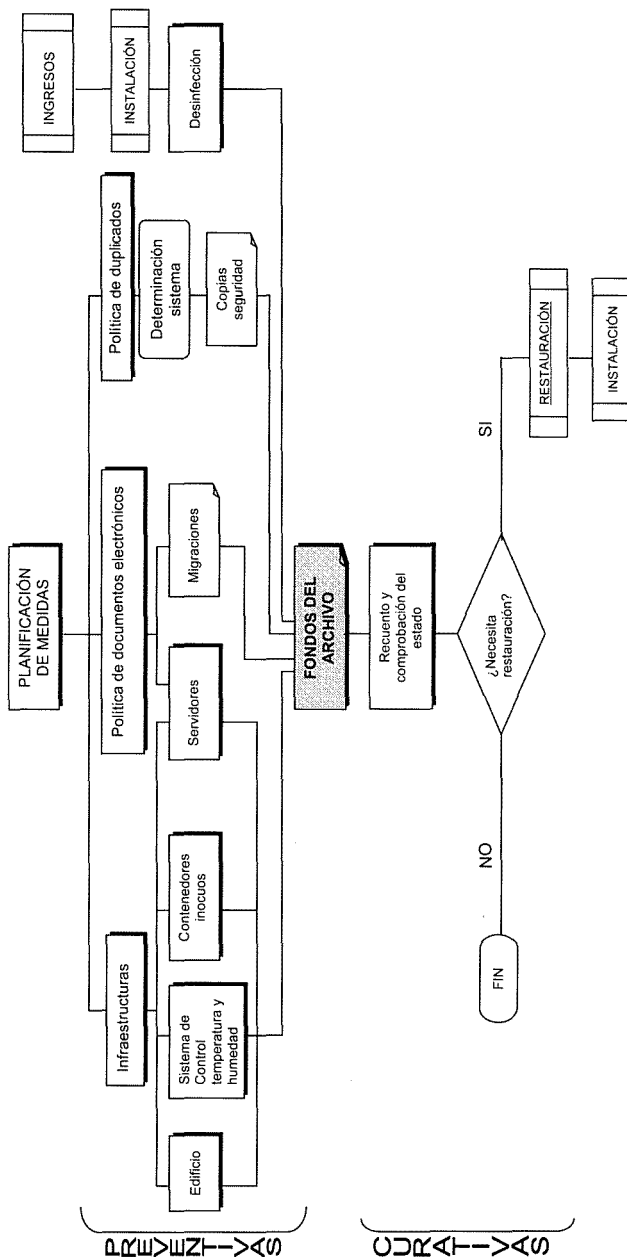 PLANIFICACIÓN
DE MEDIDAS
Infraestructuras
Política de documentos electrónicos
Política de duplicados
INGRESOS
INSTALACIÓN
Desinfección
Determinación
sistema
Copias
seguridad
Edificio
Sistema de
Control
temperatura y
humedad
Contenedores
inocuos
Servidores
Migraciones
PREVENTIVAS
FONDOS DEL
ARCHIVO
Recuento y
comprobación del
estado
¿Necesita
restauración?
NO
SI
FIN
RESTAURACIÓN
INSTALACIÓN
CURATIVAS